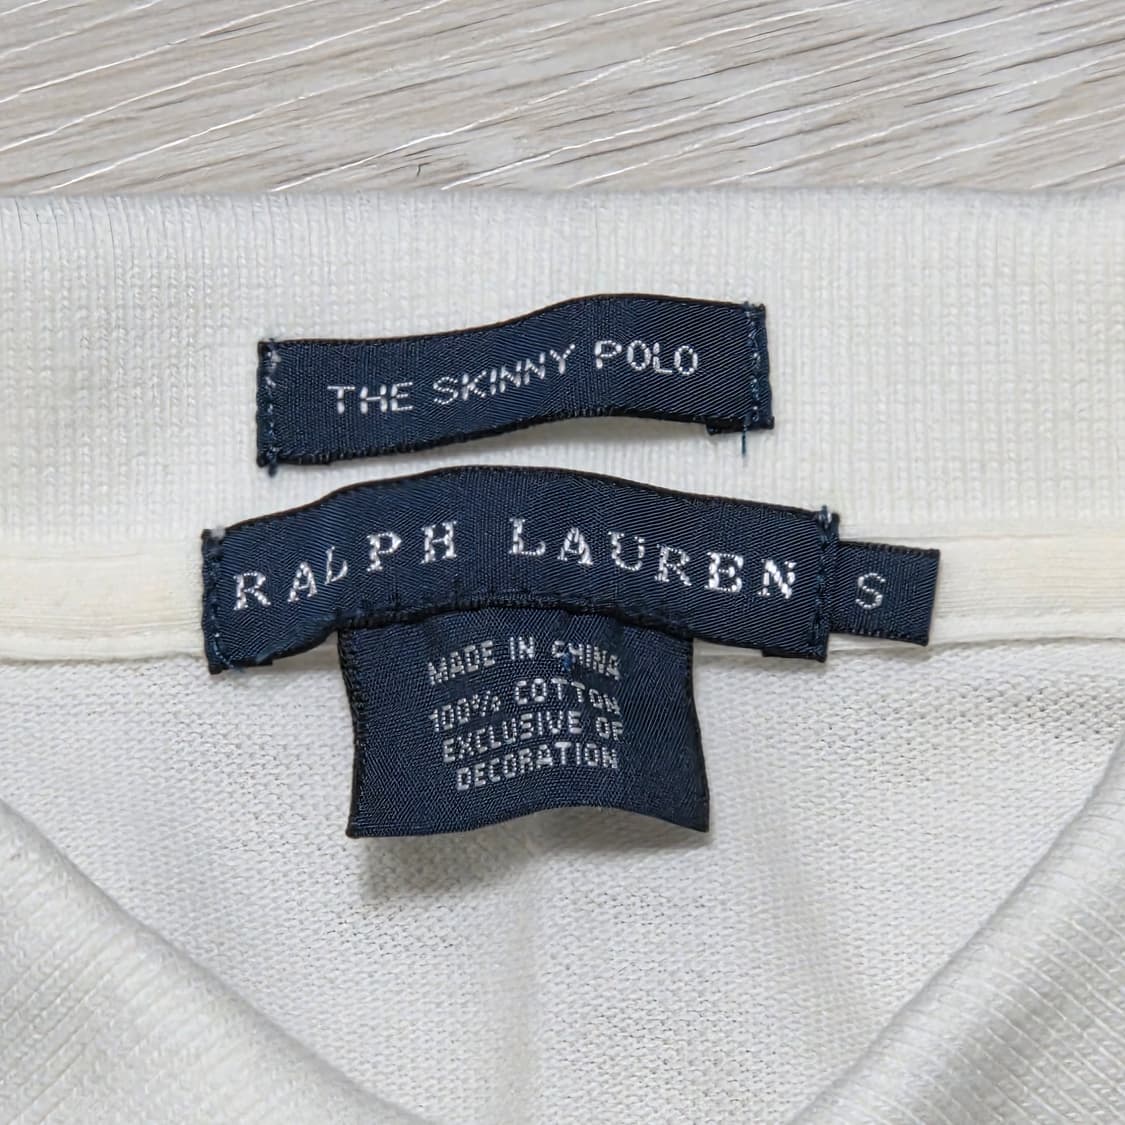 THE SKINNY POLO
RALPH LAUREN
S
MADE IN CHINA
100% COTTON
EXCLUSIVE OF
DECORATION